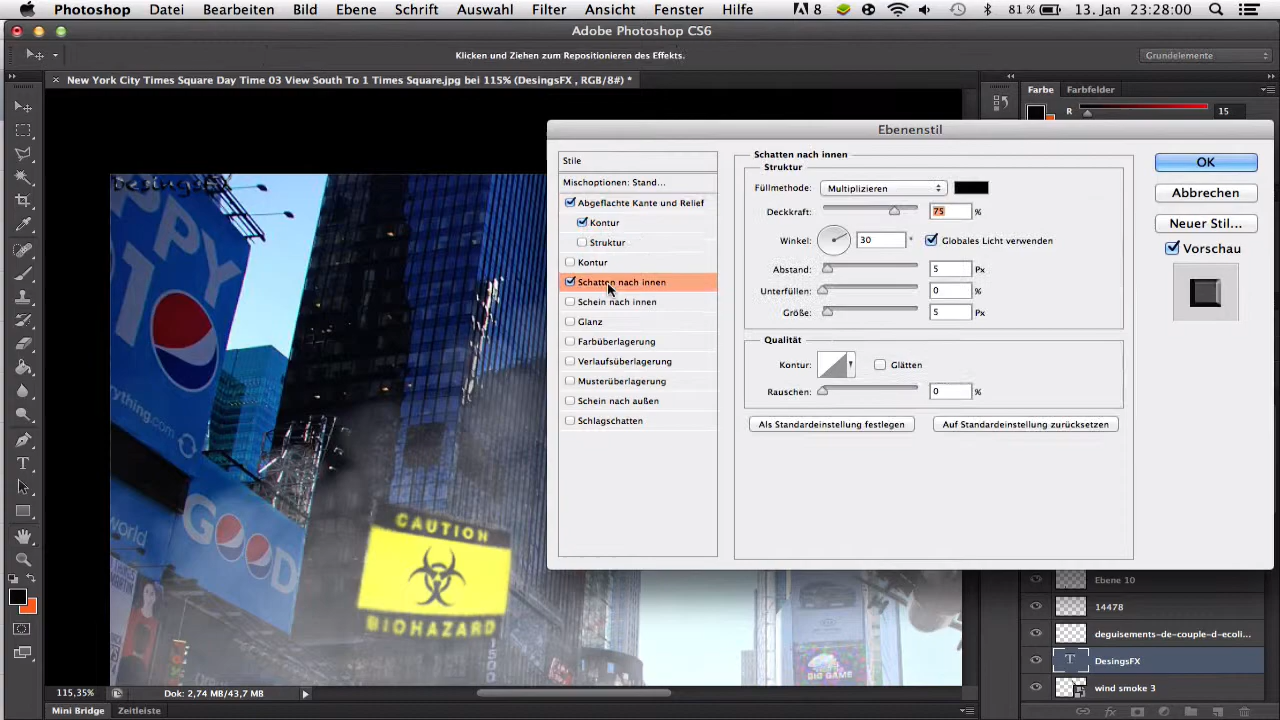 Photoshop Datei Bearbeiten Bild Ebene Schrift Auswahl Filter Ansicht Fenster Hilfe 8 81 % 13. Jan 23:28:00
Adobe Photoshop CS6
Klicken und Ziehen zum Repositionieren des Effekts.
Grundelemente
New York City Times Square Day Time 03 View South To 1 Times Square.jpg bei 115% (DesingsFX , RGB/8#) *
Farbe Farbfelder
R 15
Ebenenstil
Stile
Mischoptionen: Stand...
Abgeflachte Kante und Relief
Kontur
Struktur
Kontur
Schatten nach innen
Schein nach innen
Glanz
Farbüberlagerung
Verlaufsüberlagerung
Musterüberlagerung
Schein nach außen
Schlagschatten
Schatten nach innen
Struktur
Füllmethode: Multiplizieren
Deckkraft: 75 %
Winkel: 30 ° Globales Licht verwenden
Abstand: 5 Px
Unterfüllen: 0 %
Größe: 5 Px
Qualität
Kontur: Glätten
Rauschen: 0 %
Als Standardeinstellung festlegen Auf Standardeinstellung zurücksetzen
OK
Abbrechen
Neuer Stil...
Vorschau
DesingsFX
everything.com
world
GOOD
CAUTION
BIOHAZARD
BIG GAME
Ebene 10
14478
deguisements-de-couple-d-ecoli...
DesingsFX
wind smoke 3
fx
115,35% Dok: 2,74 MB/43,7 MB
Mini Bridge Zeitleiste